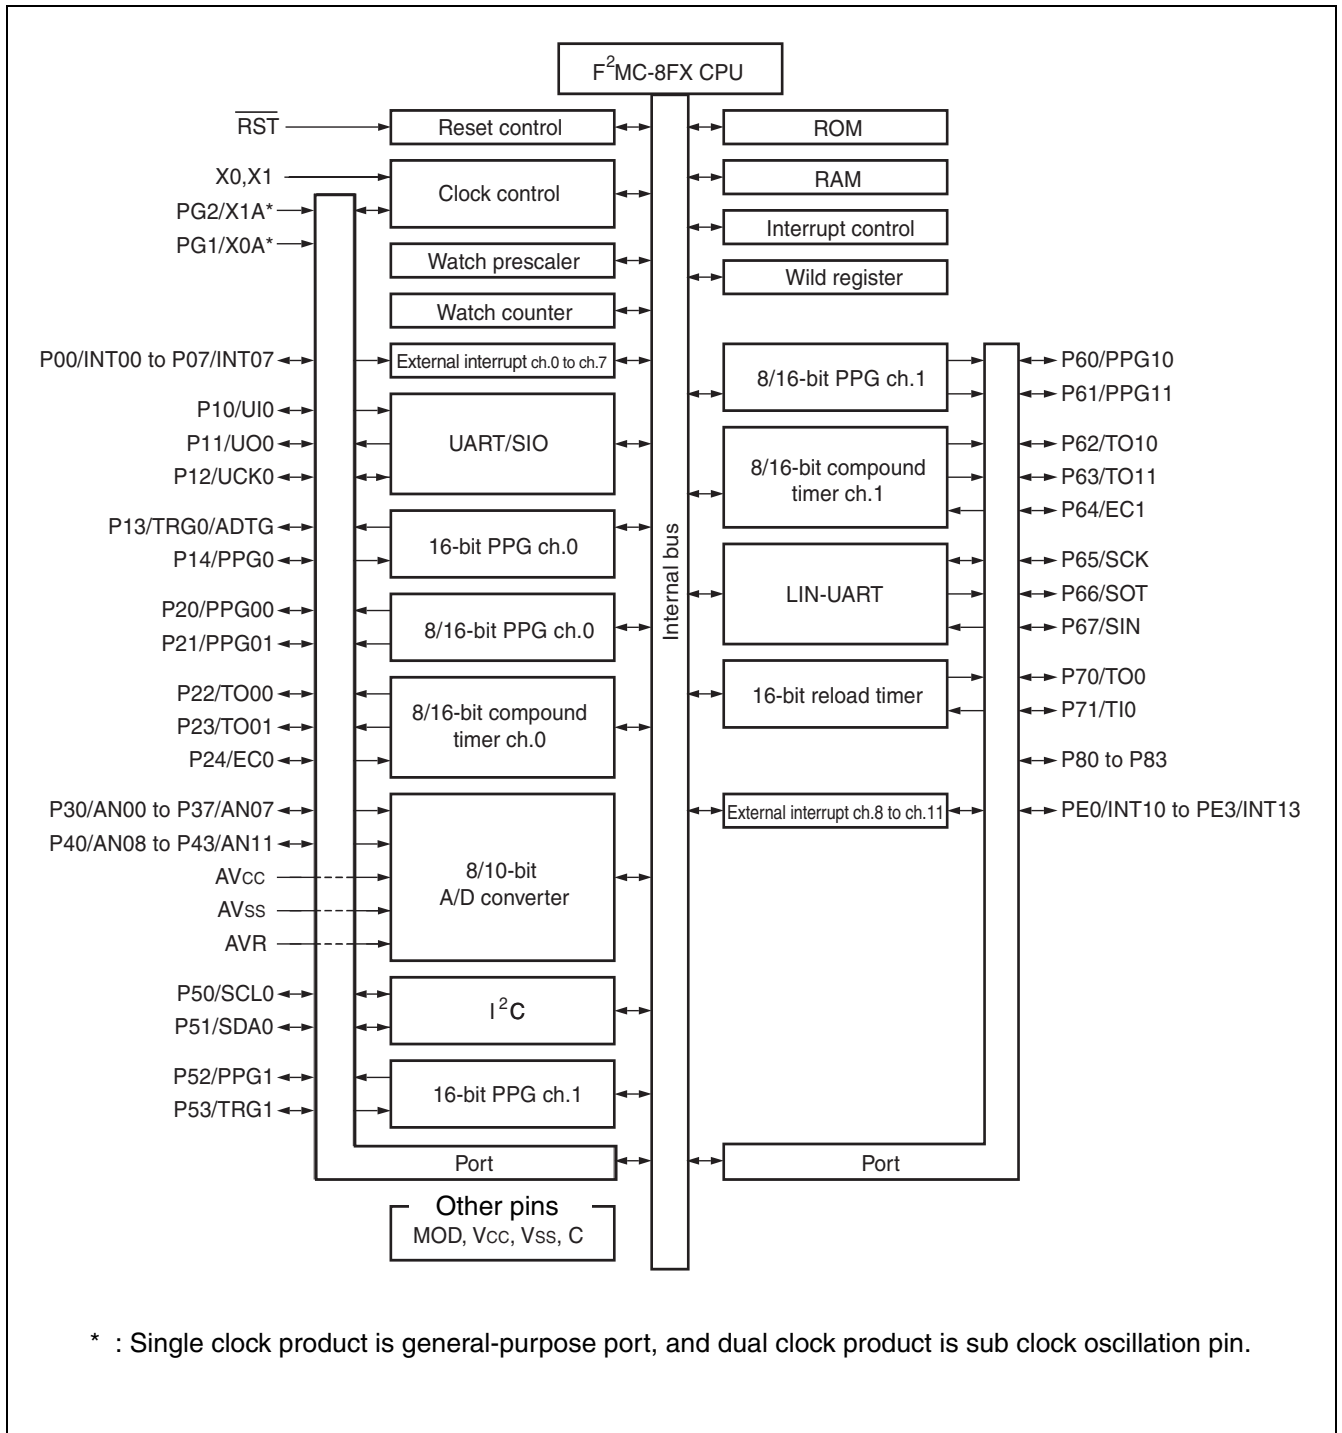 F²MC-8FX CPU
RST
Reset control
ROM
X0,X1
Clock control
RAM
PG2/X1A*
PG1/X0A*
Interrupt control
Watch prescaler
Wild register
Watch counter
P00/INT00 to P07/INT07
External interrupt ch.0 to ch.7
8/16-bit PPG ch.1
P60/PPG10
P61/PPG11
P10/UI0
P11/UO0
P12/UCK0
UART/SIO
8/16-bit compound
timer ch.1
P62/TO10
P63/TO11
P64/EC1
P13/TRG0/ADTG
P14/PPG0
16-bit PPG ch.0
Internal bus
LIN-UART
P65/SCK
P66/SOT
P67/SIN
P20/PPG00
P21/PPG01
8/16-bit PPG ch.0
16-bit reload timer
P70/TO0
P71/TI0
P22/TO00
P23/TO01
P24/EC0
8/16-bit compound
timer ch.0
P80 to P83
P30/AN00 to P37/AN07
P40/AN08 to P43/AN11
AVcc
AVss
AVR
8/10-bit
A/D converter
External interrupt ch.8 to ch.11
PE0/INT10 to PE3/INT13
P50/SCL0
P51/SDA0
I²C
P52/PPG1
P53/TRG1
16-bit PPG ch.1
Port
Port
Other pins
MOD, Vcc, Vss, C
* : Single clock product is general-purpose port, and dual clock product is sub clock oscillation pin.